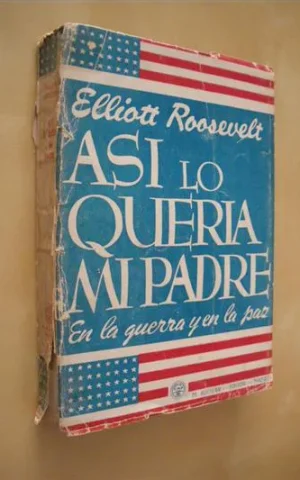 Elliott Roosevelt
ASI LO
QUERIA
MI PADRE
En la guerra y en la paz